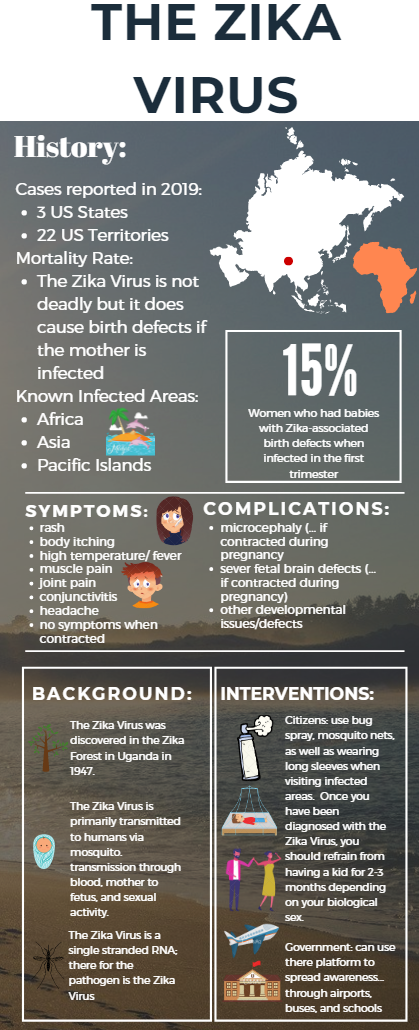 THE ZIKA
VIRUS
History:
Cases reported in 2019:
• 3 US States
• 22 US Territories
Mortality Rate:
• The Zika Virus is not
deadly but it does
cause birth defects if
the mother is
infected
Known Infected Areas:
• Africa
• Asia
• Pacific Islands
15%
Women who had babies
with Zika-associated
birth defects when
infected in the first
trimester
SYMPTOMS:
• rash
• body itching
• high temperature/ fever
• muscle pain
• joint pain
• conjunctivitis
• headache
• no symptoms when
contracted
COMPLICATIONS:
• microcephaly (... if
contracted during
pregnancy
• sever fetal brain defects (...
if contracted during
pregnancy)
• other developmental
issues/defects
BACKGROUND:
The Zika Virus was
discovered in the Zika
Forest in Uganda in
1947.
The Zika Virus is
primarily transmitted
to humans via
mosquito.
transmission through
blood, mother to
fetus, and sexual
activity.
The Zika Virus is a
single stranded RNA;
there for the
pathogen is the Zika
Virus
INTERVENTIONS:
Citizens: use bug
spray, mosquito nets,
as well as wearing
long sleeves when
visiting infected
areas. Once you
have been
diagnosed with the
Zika Virus, you
should refrain from
having a kid for 2-3
months depending
on your biological
sex.
Government: can use
there platform to
spread awareness...
through airports,
buses, and schools